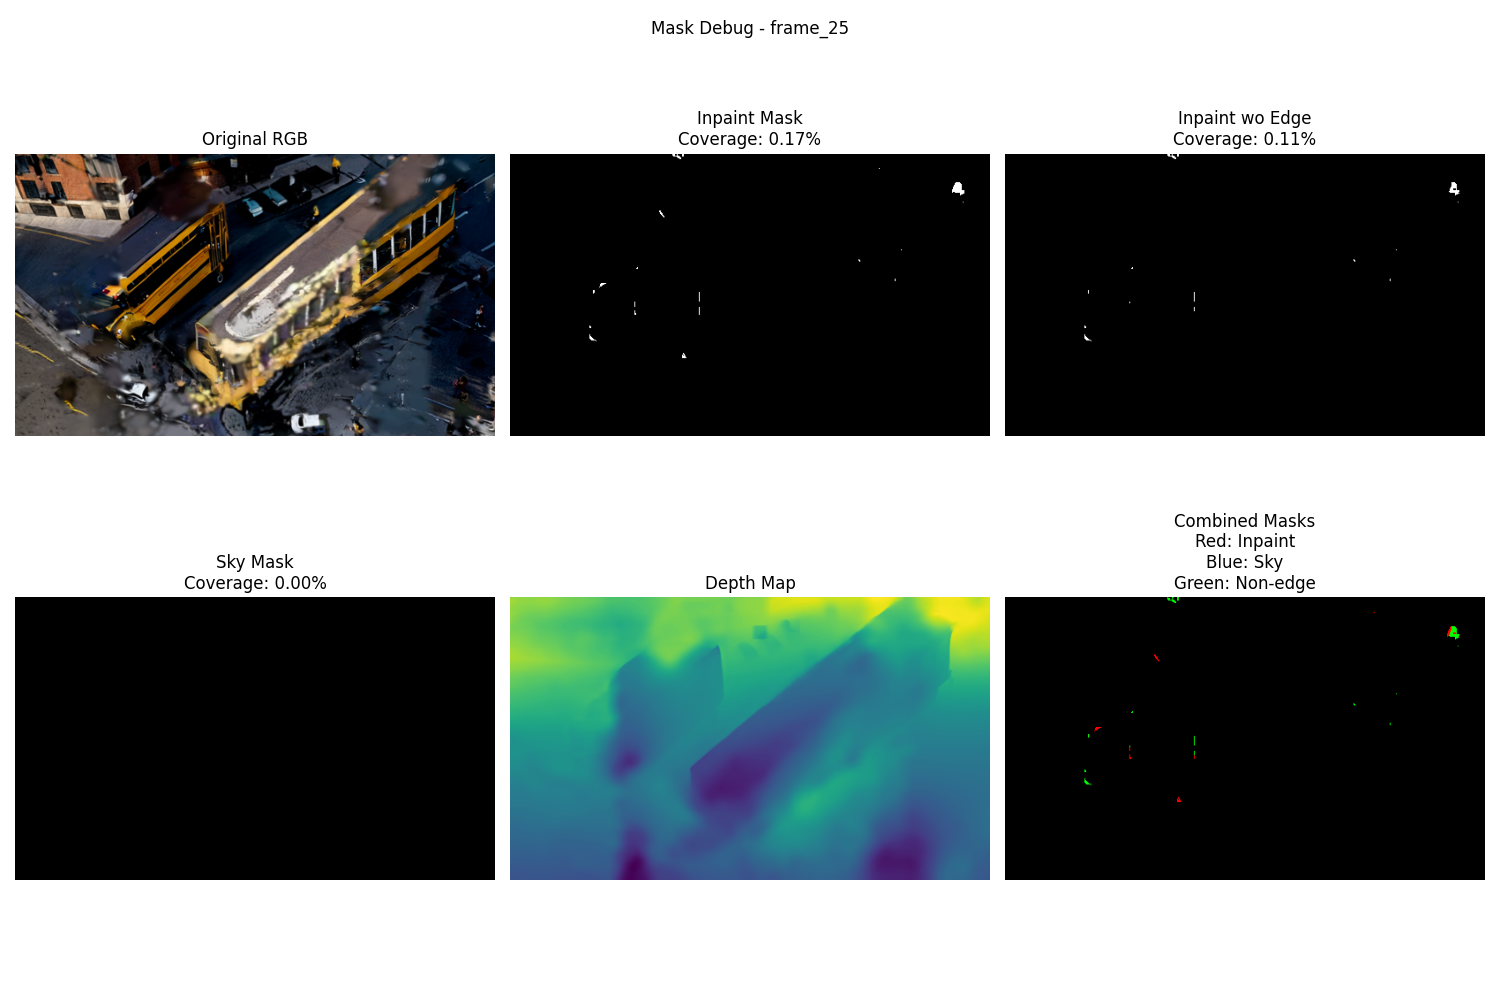 Mask Debug - frame_25
Original RGB
Inpaint Mask
Coverage: 0.17%
Inpaint wo Edge
Coverage: 0.11%
Sky Mask
Coverage: 0.00%
Depth Map
Combined Masks
Red: Inpaint
Blue: Sky
Green: Non-edge